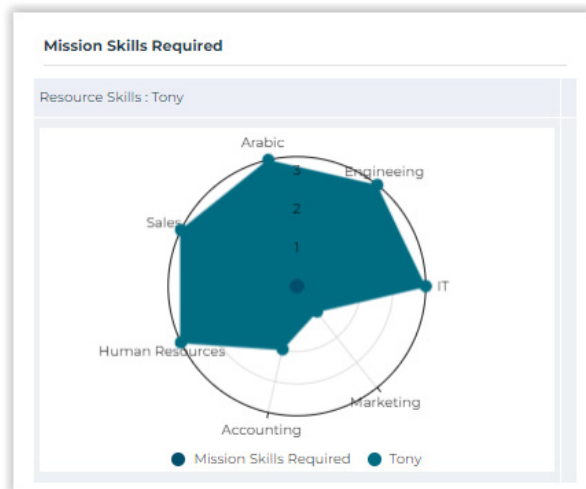 Mission Skills Required
Resource Skills : Tony
Arabic
3
Engineeing
2
Sales
1
IT
Human Resources
Marketing
Accounting
Mission Skills Required Tony